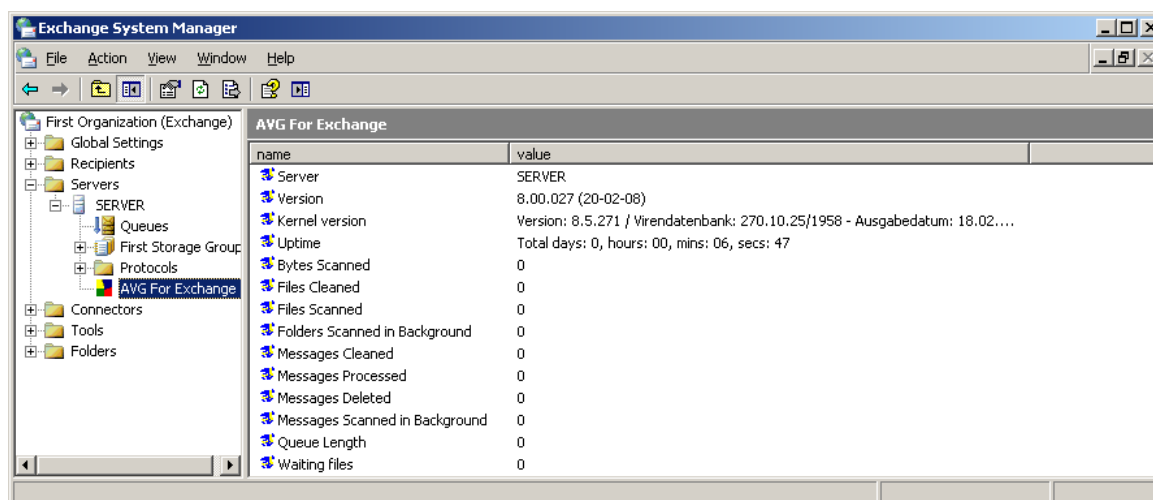 Exchange System Manager
File Action View Window Help
First Organization (Exchange)
Global Settings
Recipients
Servers
SERVER
Queues
First Storage Group
Protocols
AVG For Exchange
Connectors
Tools
Folders
AVG For Exchange
name value
Server SERVER
Version 8.00.027 (20-02-08)
Kernel version Version: 8.5.271 / Virendatenbank: 270.10.25/1958 - Ausgabedatum: 18.02....
Uptime Total days: 0, hours: 00, mins: 06, secs: 47
Bytes Scanned 0
Files Cleaned 0
Files Scanned 0
Folders Scanned in Background 0
Messages Cleaned 0
Messages Processed 0
Messages Deleted 0
Messages Scanned in Background 0
Queue Length 0
Waiting files 0